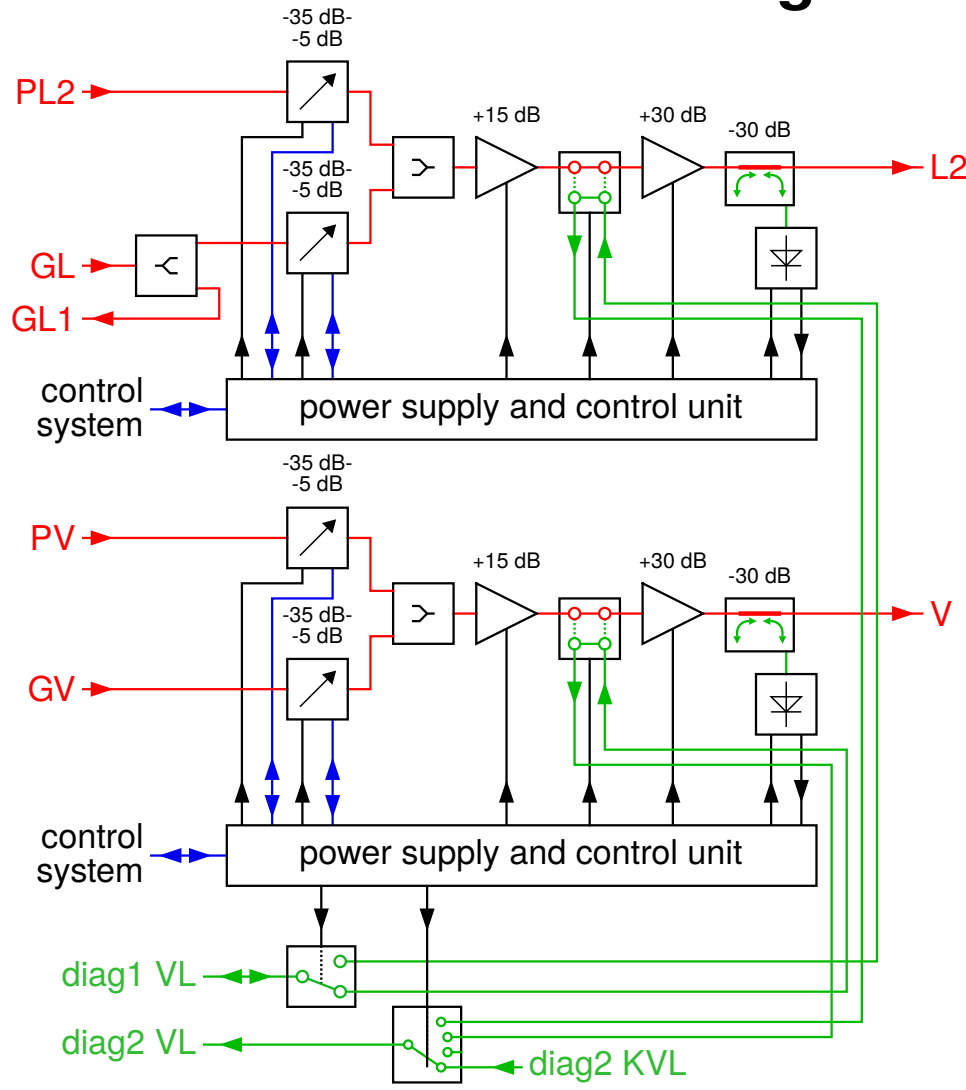 g
-35 dB-
-5 dB
PL2
+15 dB
+30 dB
-30 dB
-35 dB-
-5 dB
L2
GL
GL1
control
system
power supply and control unit
-35 dB-
-5 dB
PV
+15 dB
+30 dB
-30 dB
-35 dB-
-5 dB
V
GV
control
system
power supply and control unit
diag1 VL
diag2 VL
diag2 KVL